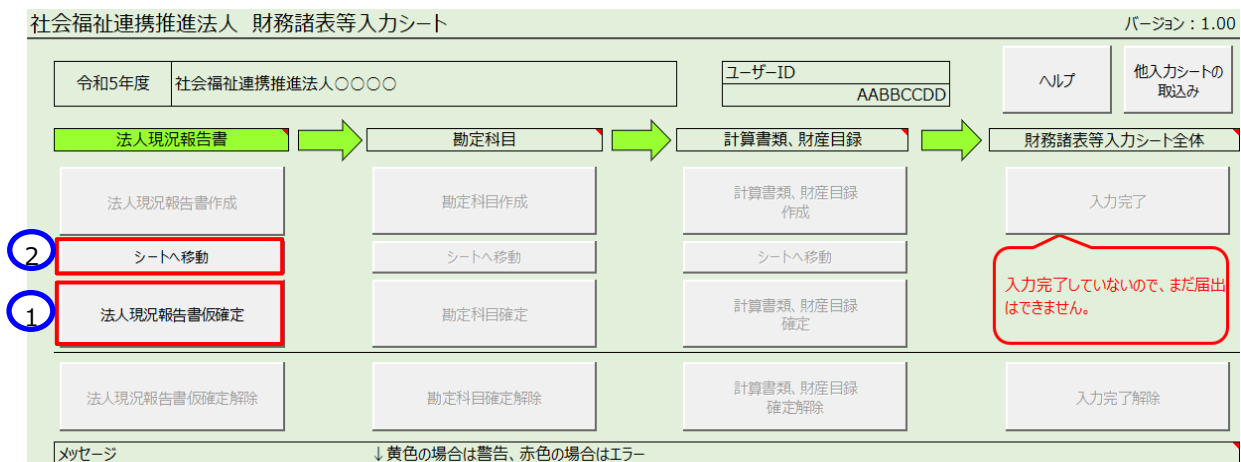 社会福祉連携推進法人 財務諸表等入力シート
バージョン：1.00
令和5年度
社会福祉連携推進法人○○○○
ユーザーID
AABBCCDD
ヘルプ
他入力シートの
取込み
法人現況報告書
勘定科目
計算書類、財産目録
財務諸表等入力シート全体
法人現況報告書作成
勘定科目作成
計算書類、財産目録
作成
入力完了
2
シートへ移動
シートへ移動
シートへ移動
1
法人現況報告書仮確定
勘定科目確定
計算書類、財産目録
確定
入力完了していないので、まだ届出
はできません。
法人現況報告書仮確定解除
勘定科目確定解除
計算書類、財産目録
確定解除
入力完了解除
メッセージ
↓黄色の場合は警告、赤色の場合はエラー